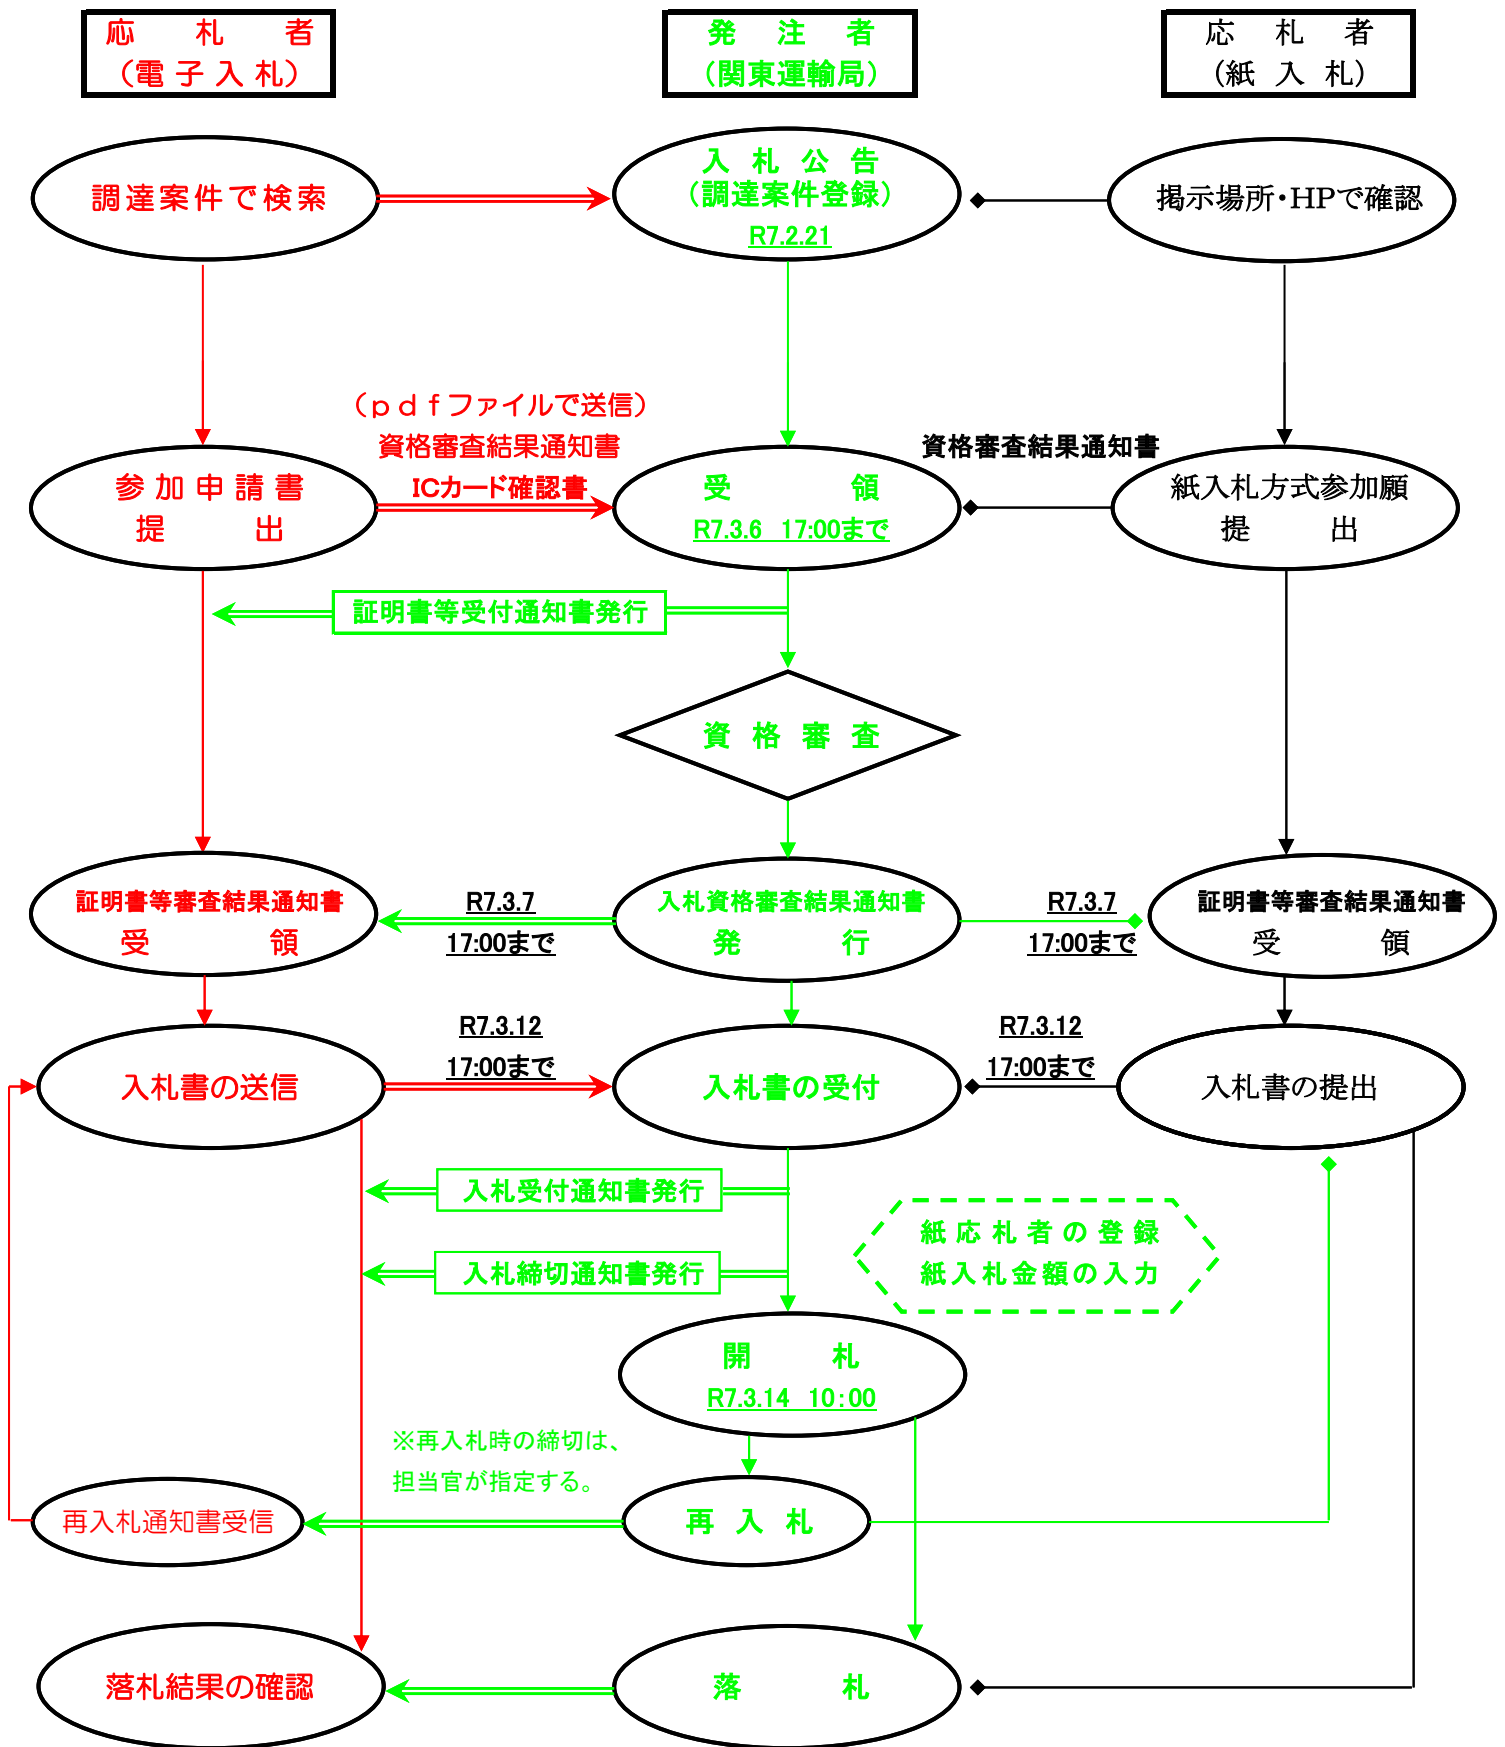 応　札　者
（電 子 入 札）
発　注　者
（関東運輸局）
応　札　者
（紙 入 札）
調達案件で検索
入 札 公 告
（調達案件登録）
R7.2.21
掲示場所・HPで確認
（ｐｄｆファイルで送信）
資格審査結果通知書
ICカード確認書
資格審査結果通知書
参加申請書
提　　　出
受　　　　領
R7.3.6　17:00まで
紙入札方式参加願
提　　　出
証明書等受付通知書発行
資 格 審 査
証明書等審査結果通知書
受　　　　領
R7.3.7
17:00まで
入札資格審査結果通知書
発　　　行
R7.3.7
17:00まで
証明書等審査結果通知書
受　　　領
R7.3.12
17:00まで
R7.3.12
17:00まで
入札書の送信
入札書の受付
入札書の提出
入札受付通知書発行
入札締切通知書発行
紙応札者の登録
紙入札金額の入力
開　　　札
R7.3.14　10：00
※再入札時の締切は、
担当官が指定する。
再入札通知書受信
再 入 札
落札結果の確認
落　　　札